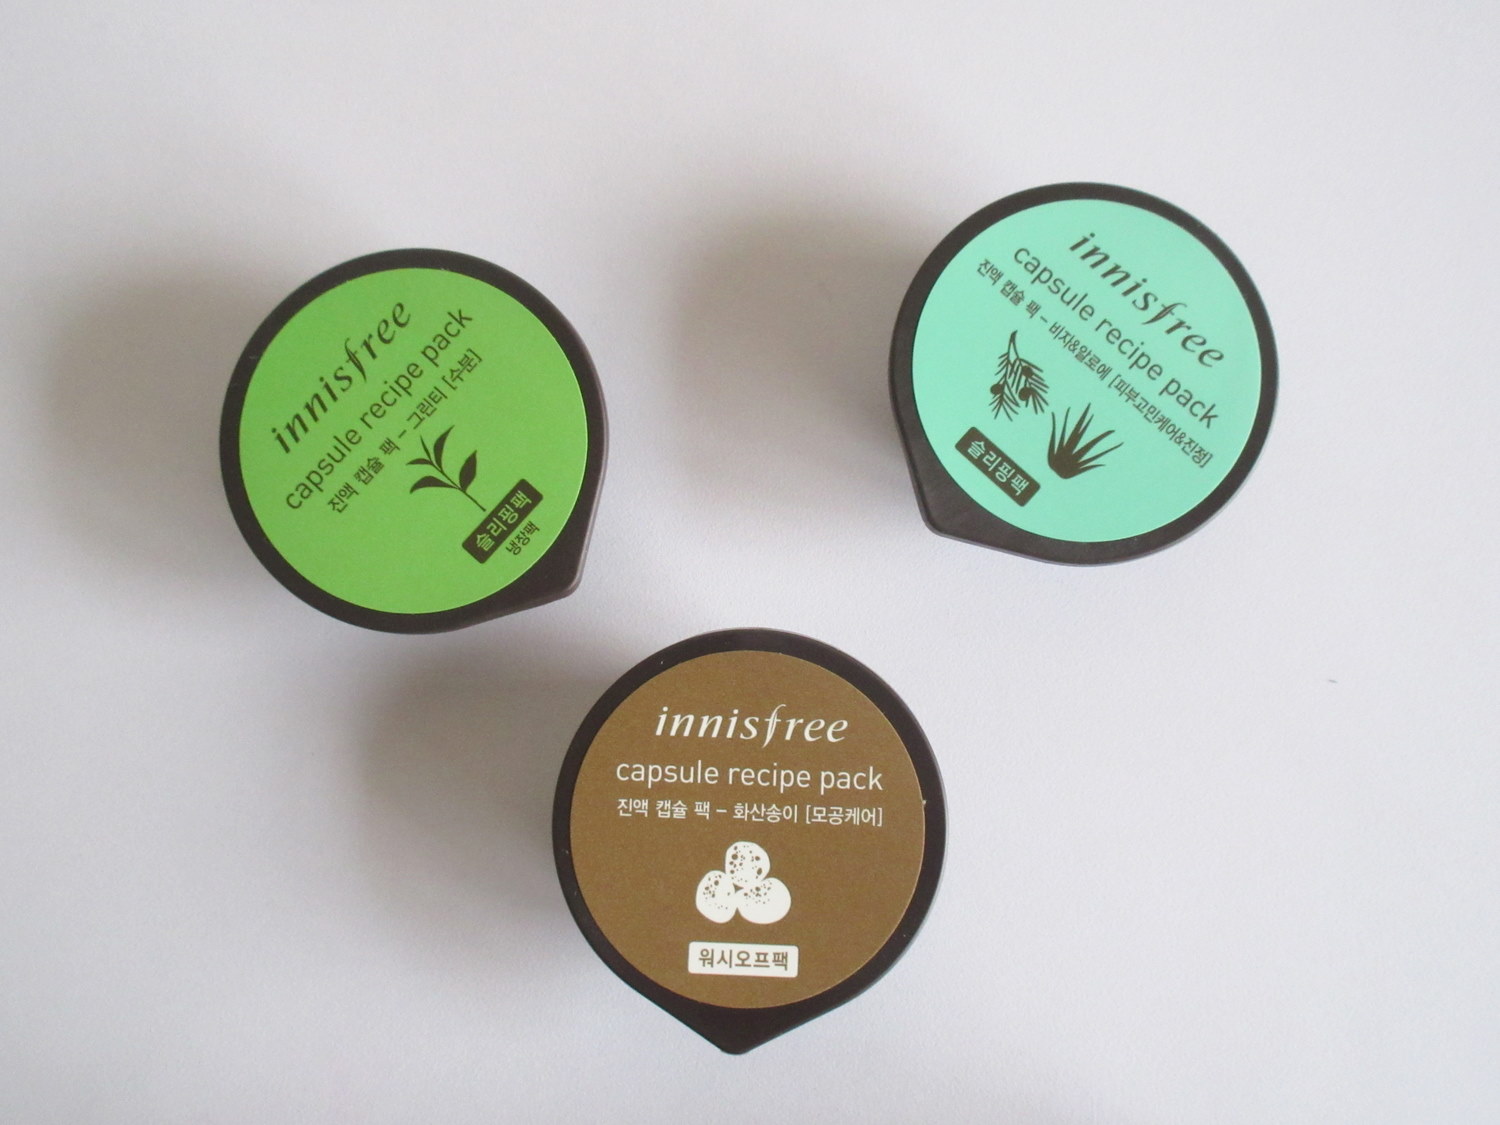 innisfree
capsule recipe pack
진액 캡슐 팩 – 그린티 [수분]
슬리핑팩
냉장팩
innisfree
capsule recipe pack
진액 캡슐 팩 – 비자&알로에 [피부고민케어&진정]
슬리핑팩
innisfree
capsule recipe pack
진액 캡슐 팩 – 화산송이 [모공케어]
워시오프팩